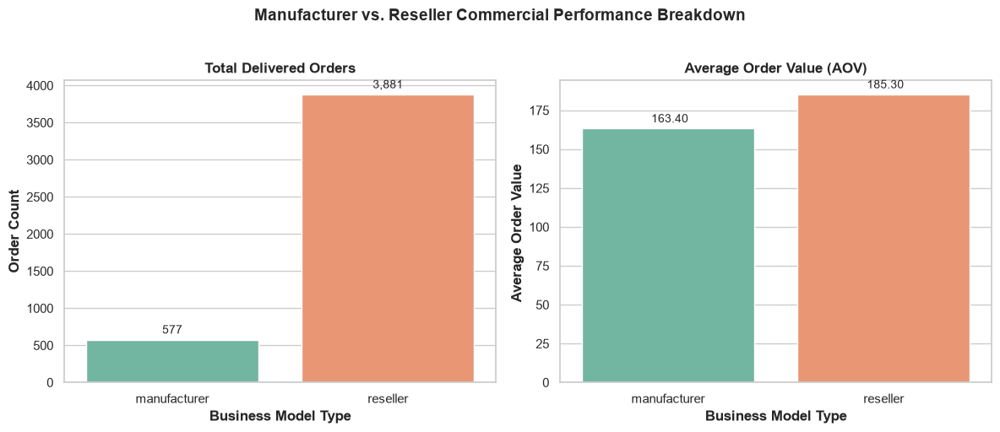 Manufacturer vs. Reseller Commercial Performance Breakdown
Total Delivered Orders
Order Count
4000
3500
3000
2500
2000
1500
1000
500
0
577
3,881
manufacturer
reseller
Business Model Type
Average Order Value (AOV)
Average Order Value
175
150
125
100
75
50
25
0
163.40
185.30
manufacturer
reseller
Business Model Type